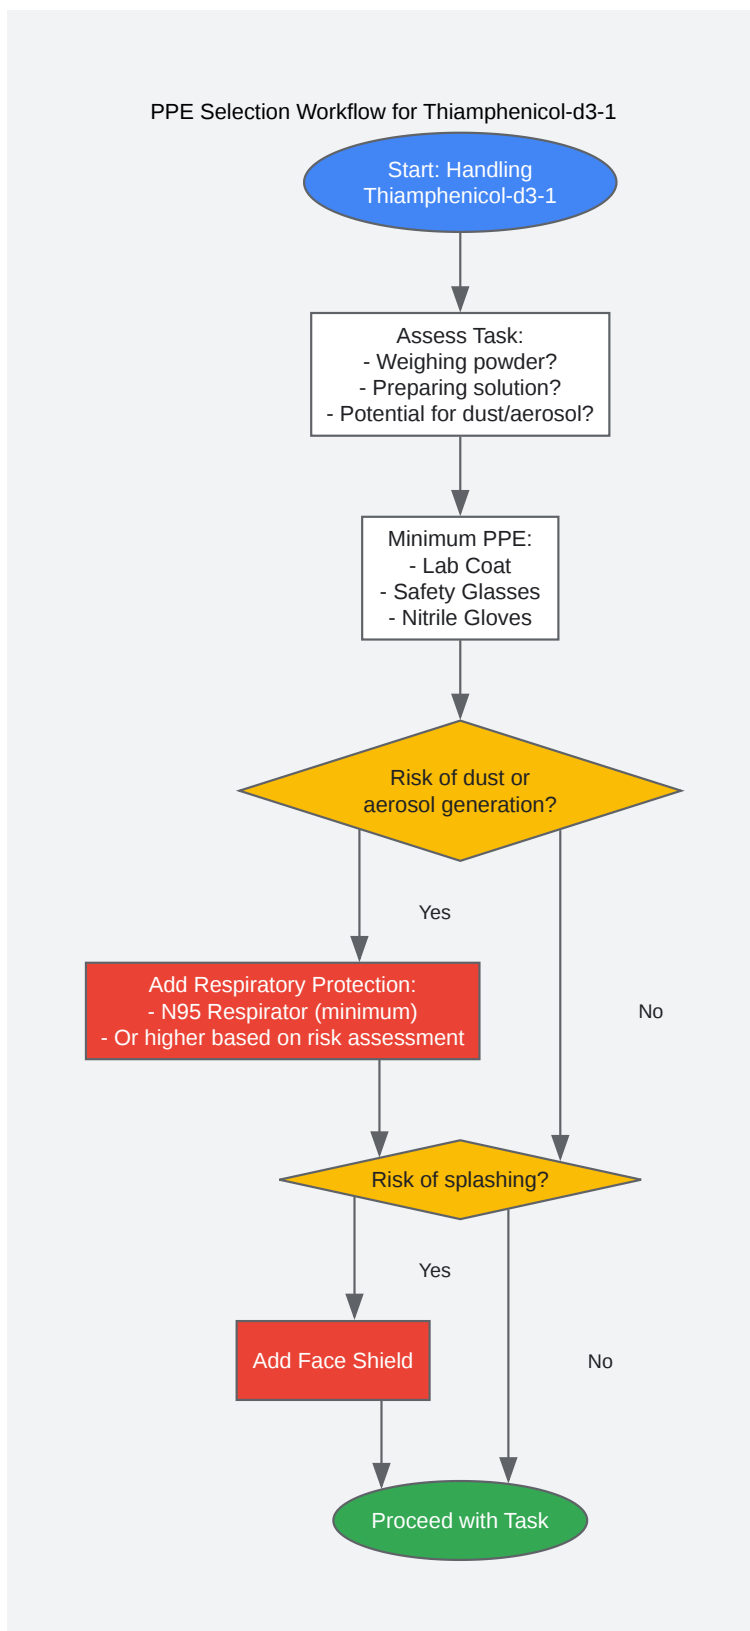 PPE Selection Workflow for Thiamphenicol-d3-1
Start: Handling
Thiamphenicol-d3-1
Assess Task:
- Weighing powder?
- Preparing solution?
- Potential for dust/aerosol?
Minimum PPE:
- Lab Coat
- Safety Glasses
- Nitrile Gloves
Risk of dust or
aerosol generation?
Yes
Add Respiratory Protection:
- N95 Respirator (minimum)
- Or higher based on risk assessment
No
Risk of splashing?
Yes
Add Face Shield
No
Proceed with Task